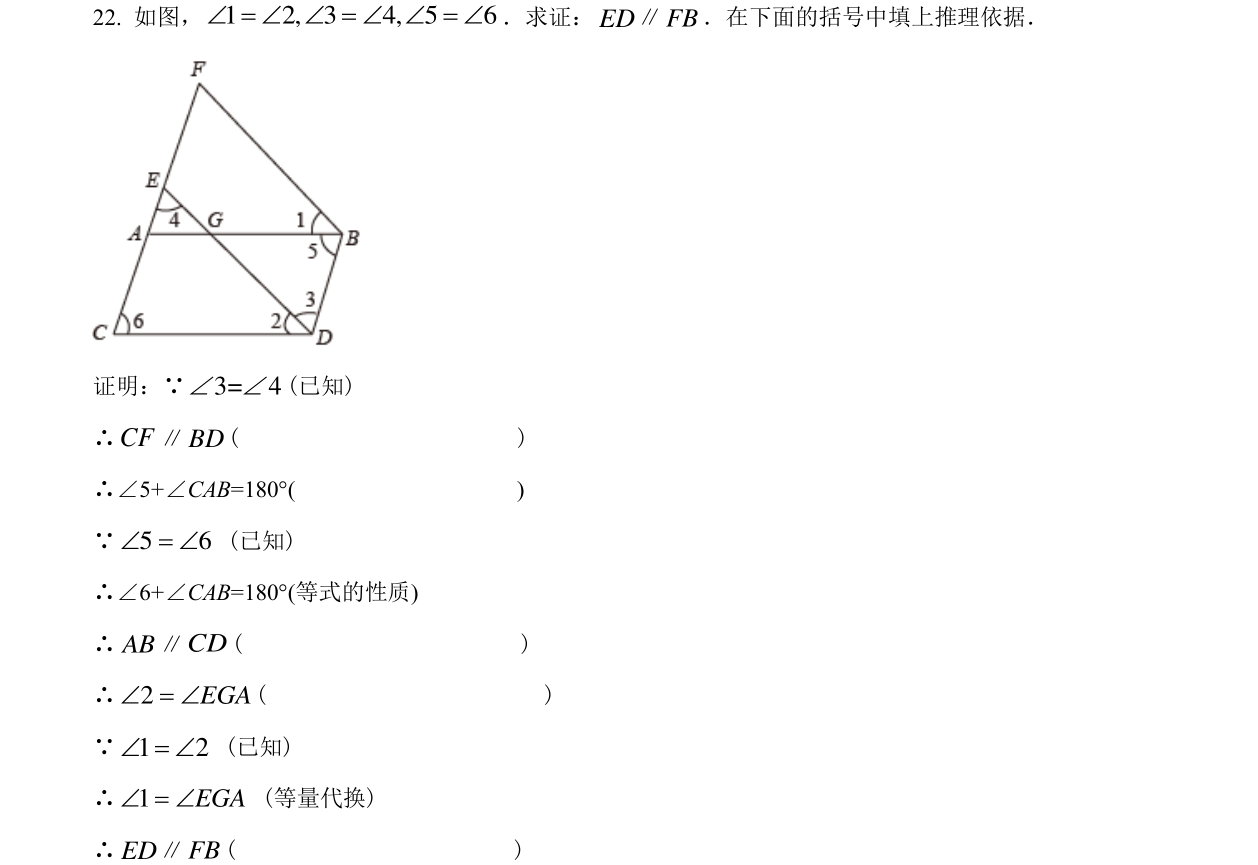 22. 如图，∠1＝∠2,∠3＝∠4,∠5＝∠6．求证：ED∥FB．在下面的括号中填上推理依据．
F
E
4 G 1
A B
5
3
C 6 2 D
证明：∵∠3=∠4（已知）
∴CF∥BD（ ）
∴∠5+∠CAB=180°( )
∵∠5＝∠6（已知）
∴∠6+∠CAB=180°(等式的性质)
∴AB∥CD（ ）
∴∠2＝∠EGA（ ）
∵∠1＝∠2（已知）
∴∠1＝∠EGA（等量代换）
∴ED∥FB（ ）